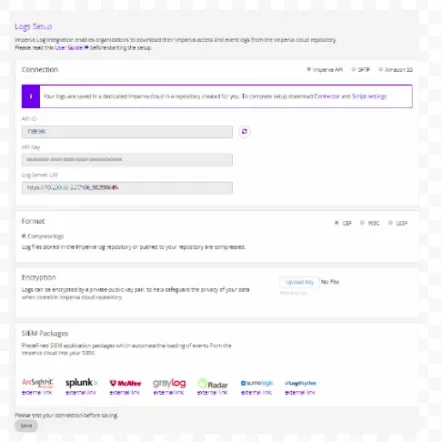 Logs Setup
Imperva Log Integration enables organizations to download their Imperva access and event logs from the Imperva cloud repository.
Please read this User Guide before starting the setup.
Connection
Imperva API
SFTP
Amazon S3
Your logs are saved in a dedicated Imperva cloud in a repository created for you. To complete setup download Connector and Script settings
API ID
API Key
Log Server URI
Format
CEF
W3C
LEEF
Compress logs
Log files stored in the Imperva log repository or pushed to your repository are compressed.
Encryption
Logs can be encrypted by a private-public key pair, to help safeguard the privacy of your data
when stored in Imperva cloud repository.
Upload Key No File
SIEM Packages
Predefined SIEM application packages which automate the loading of events from the
Imperva cloud into your SIEM.
ArcSight splunk> McAfee graylog Radar sumologic LogRhythm
external link external link external link external link external link external link external link
Please test your connection before saving.
Save